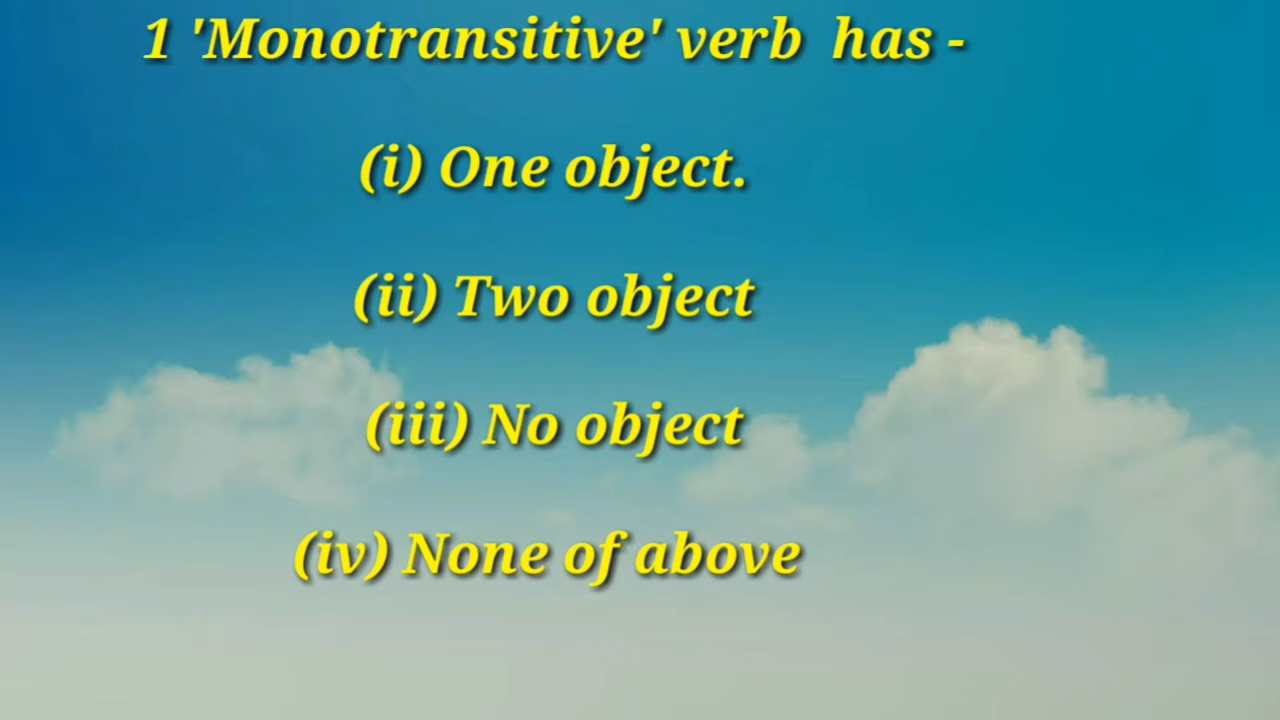 1 'Monotransitive' verb has -
(i) One object.
(ii) Two object
(iii) No object
(iv) None of above